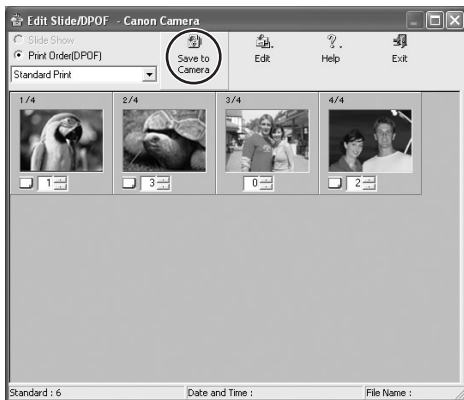 Edit Slide/DPOF - Canon Camera
Slide Show
Print Order(DPOF)
Standard Print
Save to
Camera
Edit
Help
Exit
1/4
2/4
3/4
4/4
1
3
0
2
Standard : 6
Date and Time :
File Name :